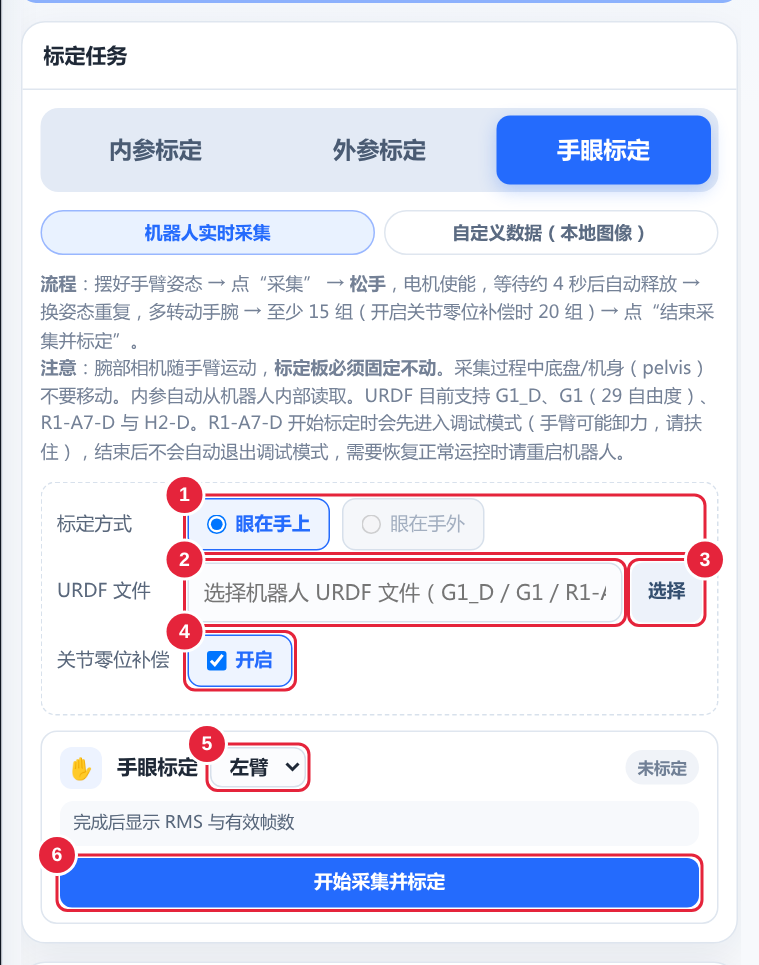 标定任务
内参标定 外参标定 手眼标定
机器人实时采集 自定义数据（本地图像）
流程：摆好手臂姿态 → 点“采集” → 松手，电机使能，等待约 4 秒后自动释放 →
换姿态重复，多转动手腕 → 至少 15 组（开启关节零位补偿时 20 组）→ 点“结束采
集并标定”。
注意：腕部相机随手臂运动，标定板必须固定不动。采集过程中底盘/机身（pelvis）
不要移动。内参自动从机器人内部读取。URDF 目前支持 G1_D、G1（29 自由度）、
R1-A7-D 与 H2-D。R1-A7-D 开始标定时会先进入调试模式（手臂可能卸力，请扶
住），结束后不会自动退出调试模式，需要恢复正常运控时请重启机器人。
1
标定方式 眼在手上 眼在手外
2 3
URDF 文件 选择机器人 URDF 文件（G1_D / G1 / R1-A 选择
4
关节零位补偿 开启
5
手眼标定 左臂 未标定
完成后显示 RMS 与有效帧数
6
开始采集并标定